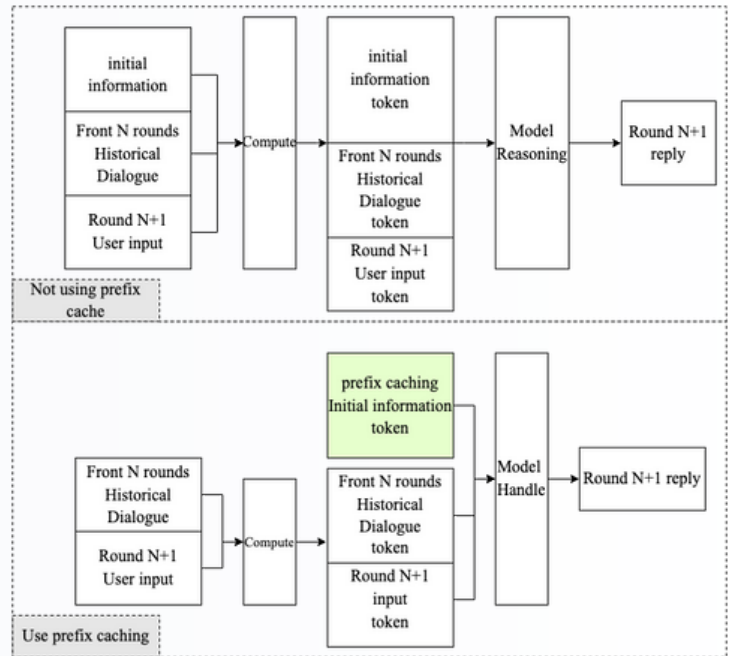 initial
information
Front N rounds
Historical
Dialogue
Round N+1
User input
Compute
initial
information
token
Front N rounds
Historical
Dialogue
token
Round N+1
User input
token
Model
Reasoning
Round N+1
reply
Not using prefix
cache
Front N rounds
Historical
Dialogue
Round N+1
User input
Compute
prefix caching
Initial information
token
Front N rounds
Historical
Dialogue
token
Round N+1
input
token
Model
Handle
Round N+1 reply
Use prefix caching